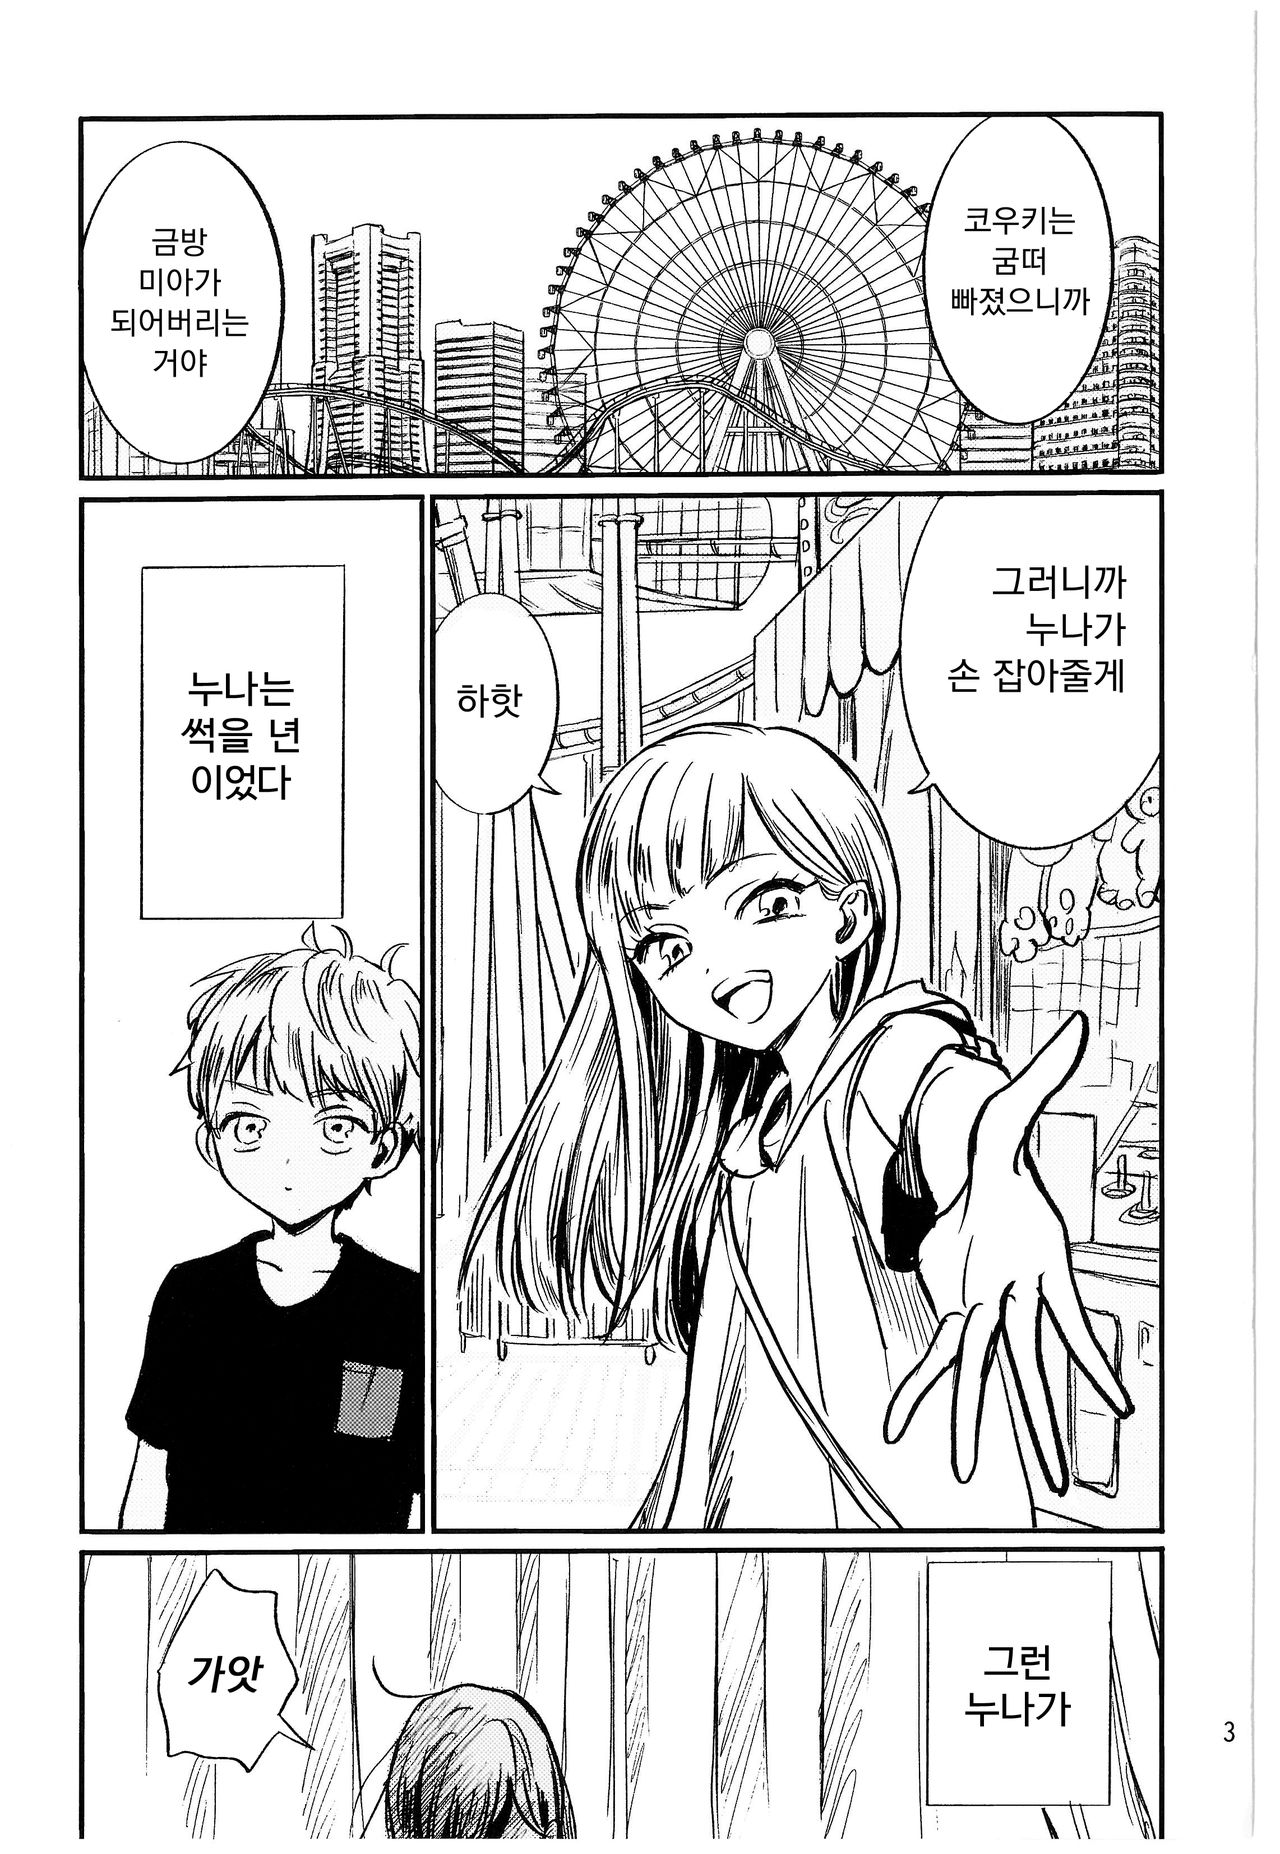 코우키는
굼떠
빠졌으니까
금방
미아가
되어버리는
거야
그러니까
누나가
손 잡아줄게
하핫
누나는
썩을 년
이었다
그런
누나가
가앗
3